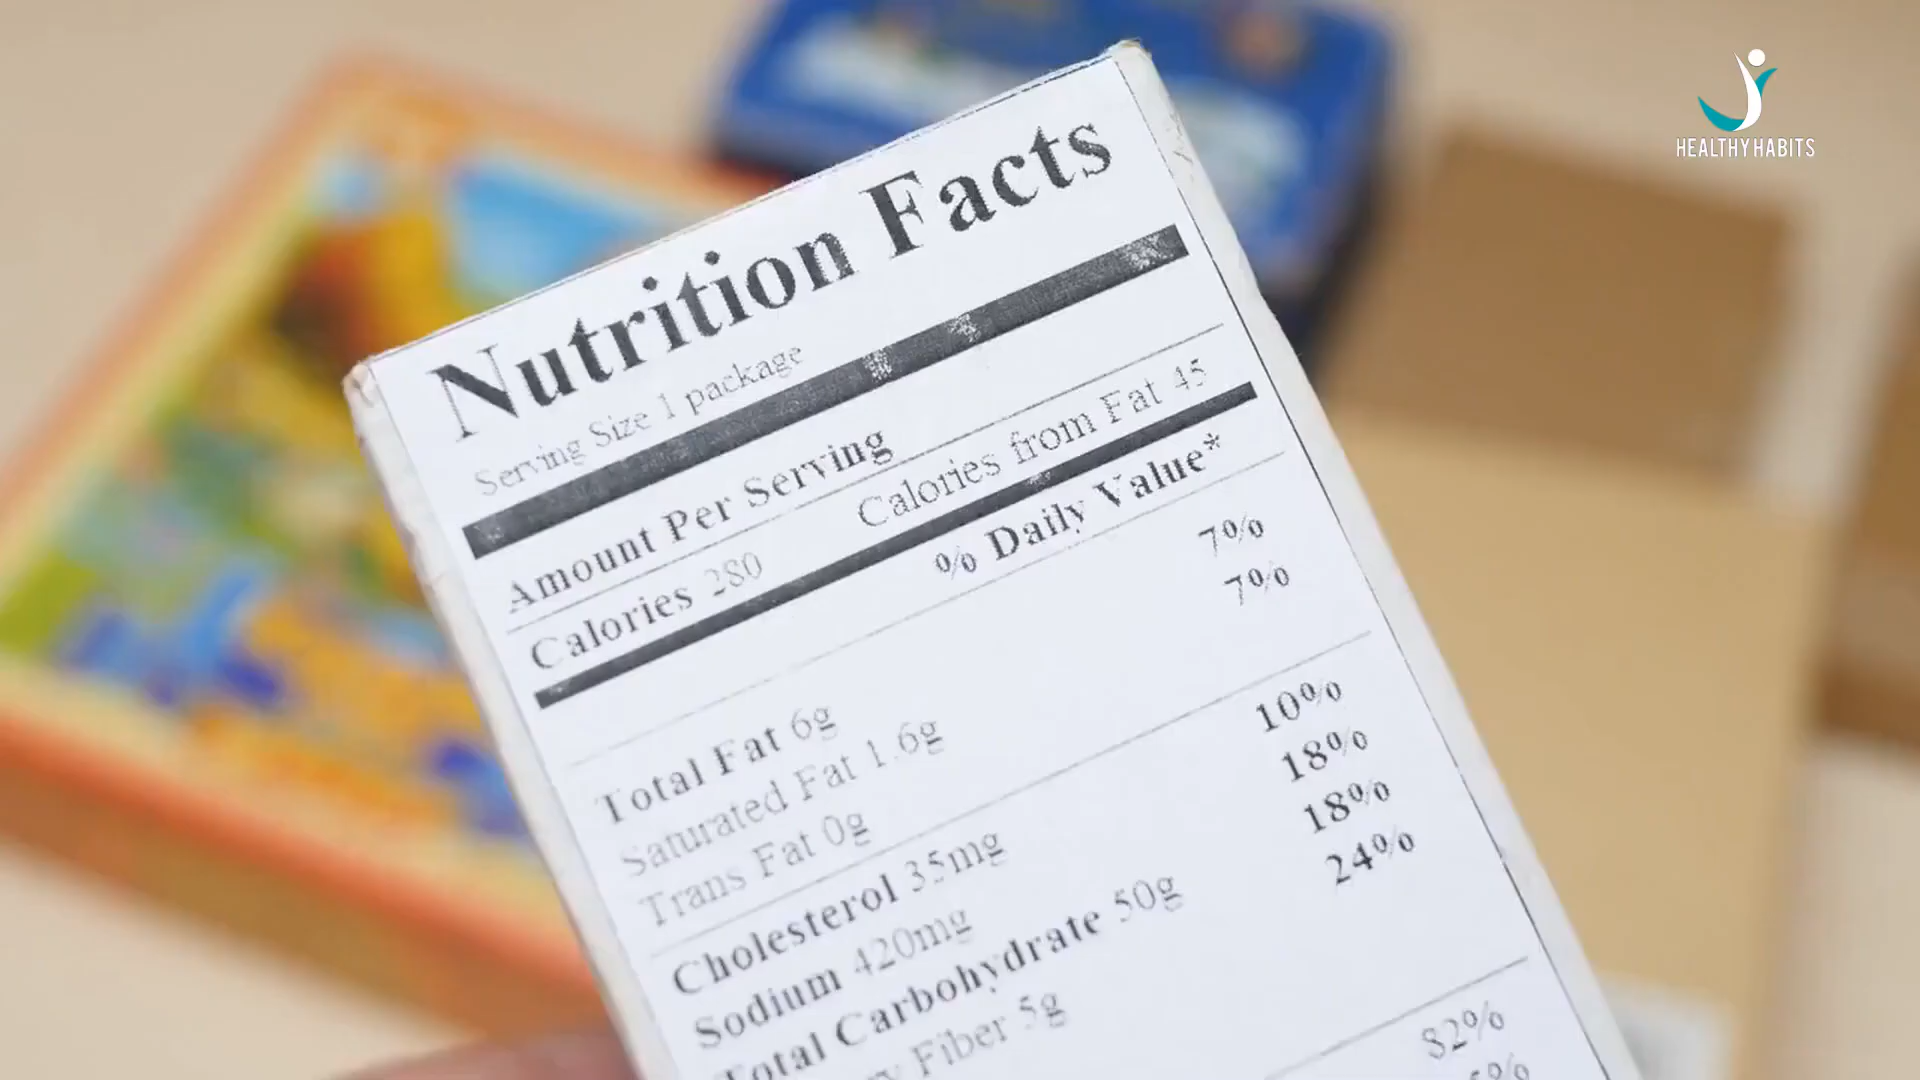 HEALTHY HABITS
Nutrition Facts
Serving Size 1 package
Amount Per Serving
Calories 280 Calories from Fat 45
% Daily Value*
Total Fat 6g 7%
Saturated Fat 1.6g 7%
Trans Fat 0g
Cholesterol 35mg 10%
Sodium 420mg 18%
Total Carbohydrate 50g 18%
Fiber 5g 24%
82%